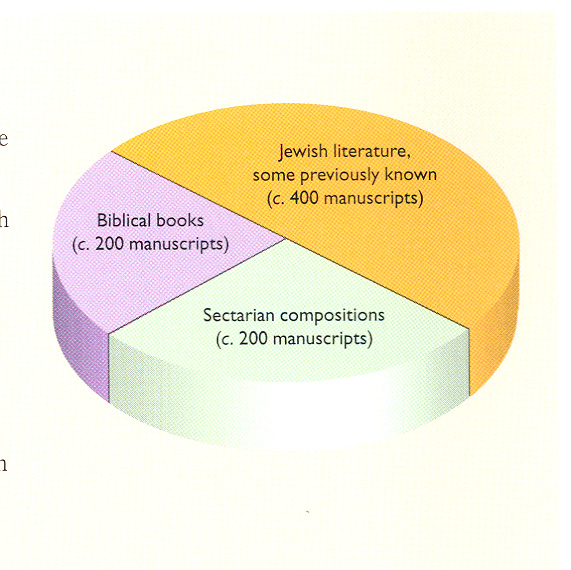 Jewish literature,
some previously known
(c. 400 manuscripts)
Biblical books
(c. 200 manuscripts)
Sectarian compositions
(c. 200 manuscripts)